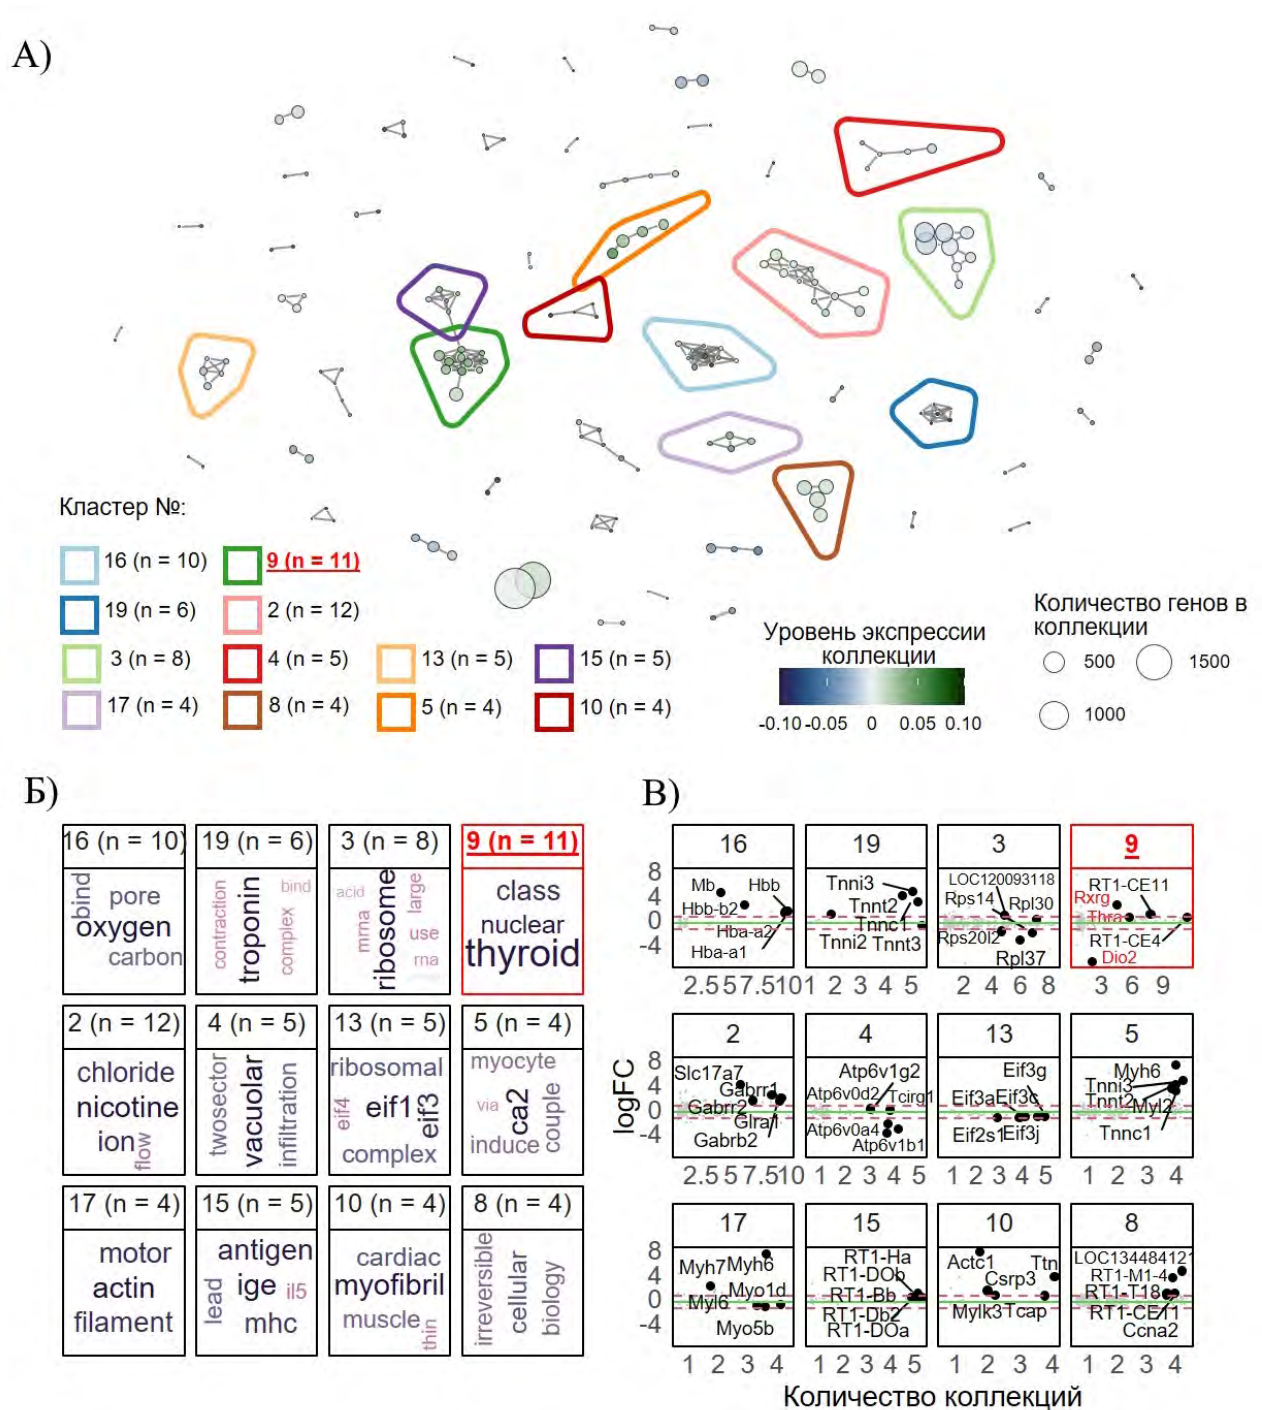 А)
Кластер №:
16 (n = 10)
9 (n = 11)
19 (n = 6)
2 (n = 12)
3 (n = 8)
4 (n = 5)
13 (n = 5)
15 (n = 5)
17 (n = 4)
8 (n = 4)
5 (n = 4)
10 (n = 4)
Уровень экспрессии
коллекции
-0.10 -0.05 0 0.05 0.10
Количество генов в
коллекции
500
1500
1000
Б)
16 (n = 10)
bind
pore
oxygen
carbon
19 (n = 6)
contraction
troponin
bind
complex
3 (n = 8)
acid
mrna
ribosome
large
use
rna
9 (n = 11)
class
nuclear
thyroid
2 (n = 12)
chloride
nicotine
ion
flow
4 (n = 5)
twosector
vacuolar
infiltration
13 (n = 5)
ribosomal
eif4
eif1
eif3
complex
5 (n = 4)
myocyte
via
ca2
couple
induce
17 (n = 4)
motor
actin
filament
15 (n = 5)
antigen
lead
ige
il5
mhc
10 (n = 4)
cardiac
myofibril
muscle
thin
8 (n = 4)
irreversible
cellular
biology
В)
logFC
16
8
4
0
-4
Mb
Hbb
Hbb-b2
Hba-a2
Hba-a1
2.5 5 7.5 10
19
Tnni3
Tnnt2
Tnnc1
Tnni2
Tnnt3
1 2 3 4 5
3
LOC120093118
Rps14
Rpl30
Rps20l2
Rpl37
2 4 6 8
9
Rxrg
RT1-CE11
Thra
RT1-CE4
Dio2
3 6 9
2
8
4
0
-4
Slc17a7
Gabrr1
Gabrr2
Glra1
Gabrb2
2.5 5 7.5 10
4
Atp6v1g2
Atp6v0d2
Tcirg1
Atp6v0a4
Atp6v1b1
1 2 3 4 5
13
Eif3g
Eif3a
Eif3c
Eif2s1
Eif3j
1 2 3 4 5
5
Myh6
Tnni3
Tnnt2
Myl2
Tnnc1
1 2 3 4
17
8
4
0
-4
Myh7
Myh6
Myo1d
Myl6
Myo5b
1 2 3 4
15
RT1-Ha
RT1-DOb
RT1-Bb
RT1-Db2
RT1-DOa
1 2 3 4 5
10
Actc1
Ttn
Csrp3
Mylk3
Tcap
1 2 3 4
8
LOC134484121
RT1-M1-4
RT1-T18
RT1-CE11
Ccna2
1 2 3 4
Количество коллекций